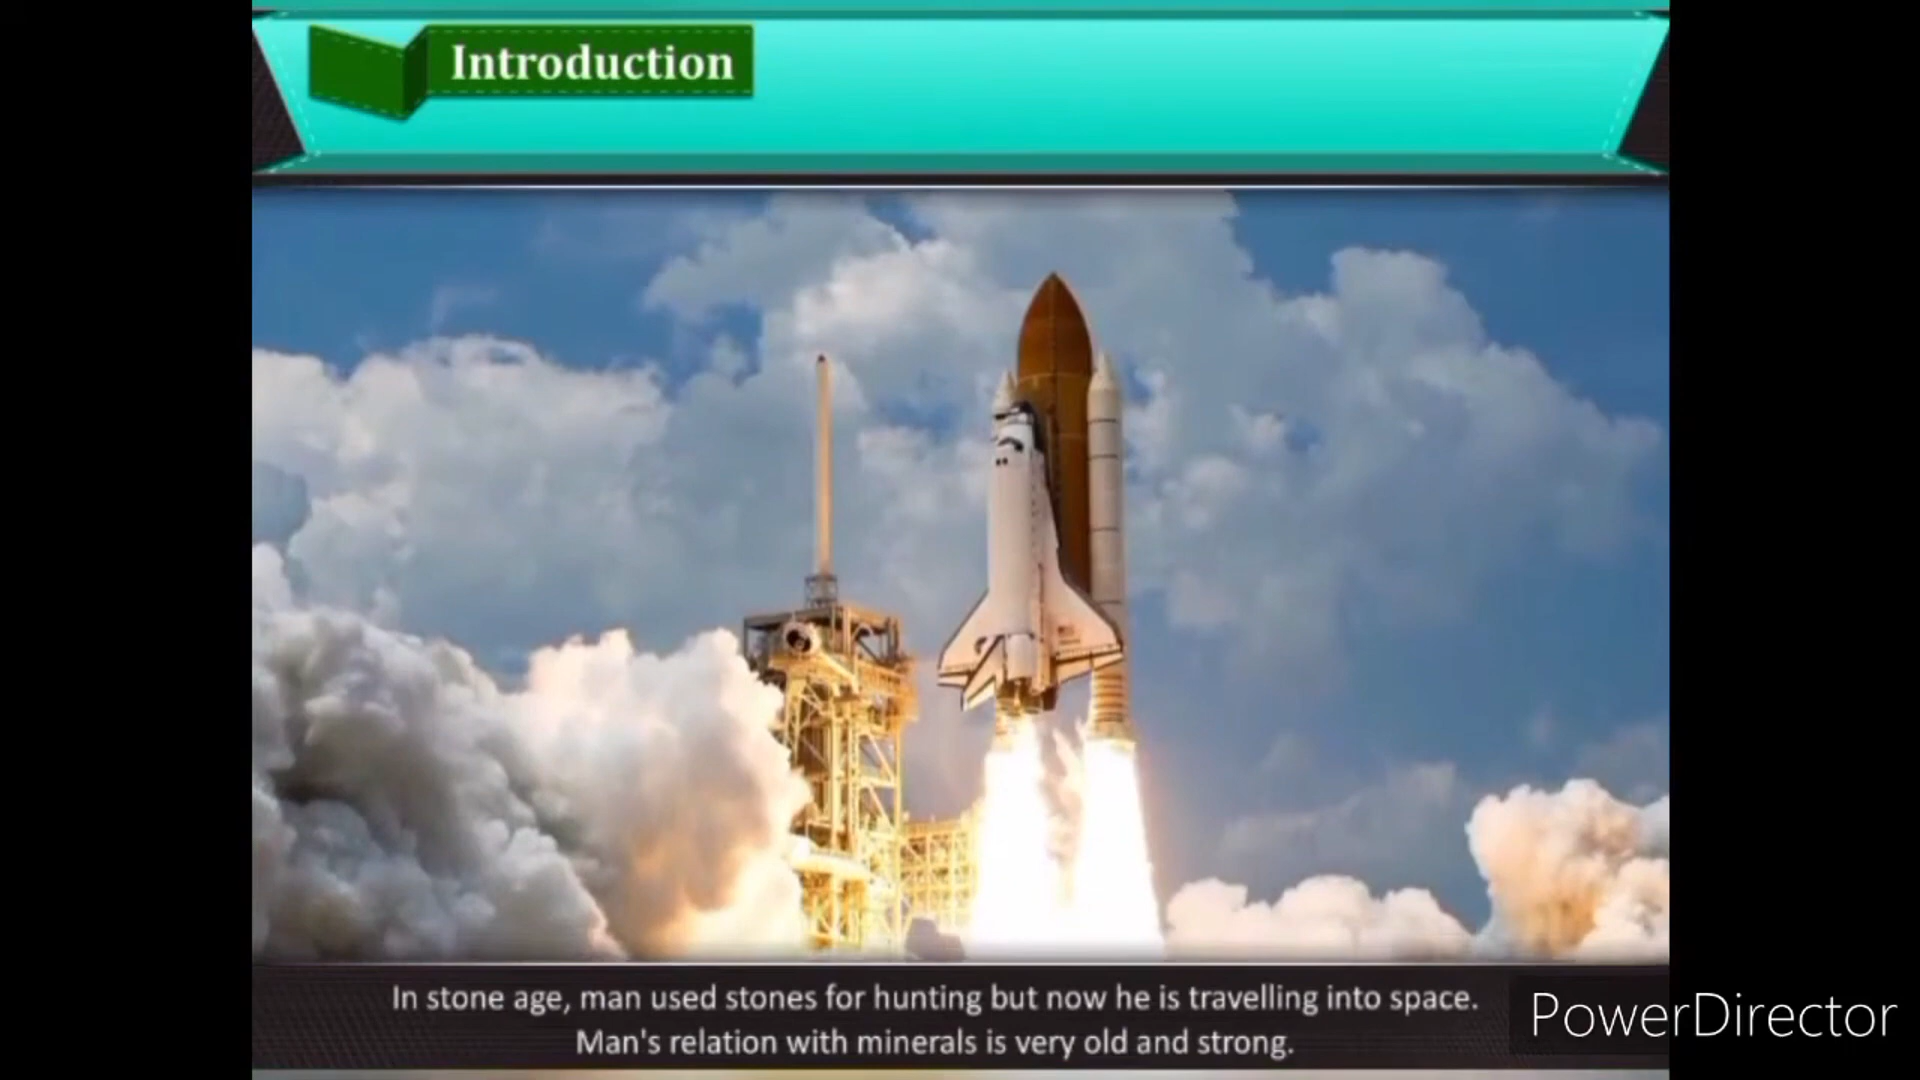 Introduction
In stone age, man used stones for hunting but now he is travelling into space.
Man's relation with minerals is very old and strong.
PowerDirector